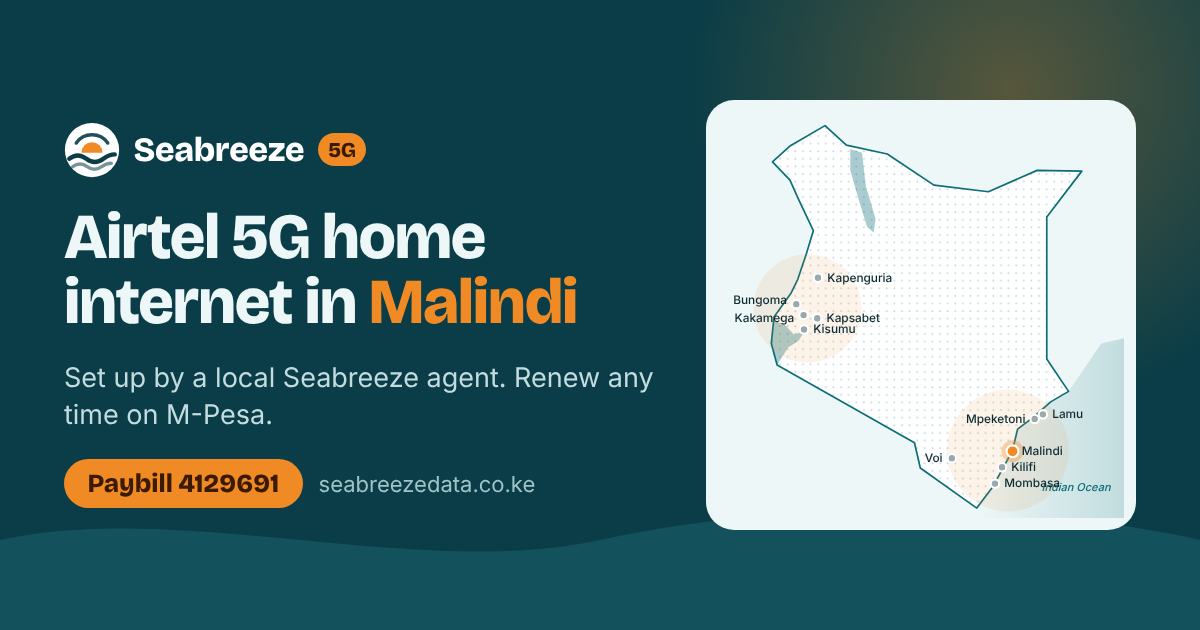 Seabreeze 5G
Airtel 5G home
internet in Malindi
Set up by a local Seabreeze agent. Renew any
time on M-Pesa.
Paybill 4129691
seabreezedata.co.ke
Kapenguria
Bungoma
Kakamega
Kapsabet
Kisumu
Mpeketoni
Lamu
Malindi
Voi
Kilifi
Mombasa
Indian Ocean